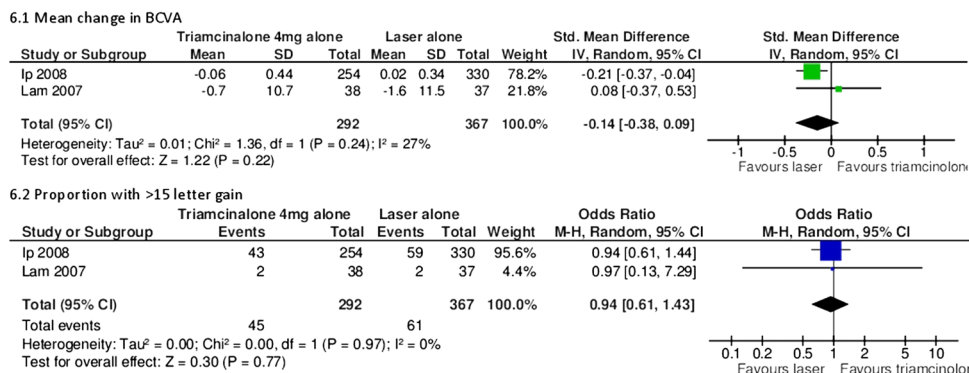 6.1 Mean change in BCVA
Triamcinalone 4mg alone Laser alone Std. Mean Difference Std. Mean Difference
Study or Subgroup Mean SD Total Mean SD Total Weight IV, Random, 95% CI IV, Random, 95% CI
Ip 2008 -0.06 0.44 254 0.02 0.34 330 78.2% -0.21 [-0.37, -0.04]
Lam 2007 -0.7 10.7 38 -1.6 11.5 37 21.8% 0.08 [-0.37, 0.53]
Total (95% CI) 292 367 100.0% -0.14 [-0.38, 0.09]
Heterogeneity: Tau² = 0.01; Chi² = 1.36, df = 1 (P = 0.24); I² = 27%
Test for overall effect: Z = 1.22 (P = 0.22)
-1 -0.5 0 0.5 1
Favours laser Favours triamcinolon
6.2 Proportion with >15 letter gain
Triamcinalone 4mg alone Laser alone Odds Ratio Odds Ratio
Study or Subgroup Events Total Events Total Weight M-H, Random, 95% CI M-H, Random, 95% CI
Ip 2008 43 254 59 330 95.6% 0.94 [0.61, 1.44]
Lam 2007 2 38 2 37 4.4% 0.97 [0.13, 7.29]
Total (95% CI) 292 367 100.0% 0.94 [0.61, 1.43]
Total events 45 61
Heterogeneity: Tau² = 0.00; Chi² = 0.00, df = 1 (P = 0.97); I² = 0%
Test for overall effect: Z = 0.30 (P = 0.77)
0.1 0.2 0.5 1 2 5 10
Favours laser Favours triamcinolon